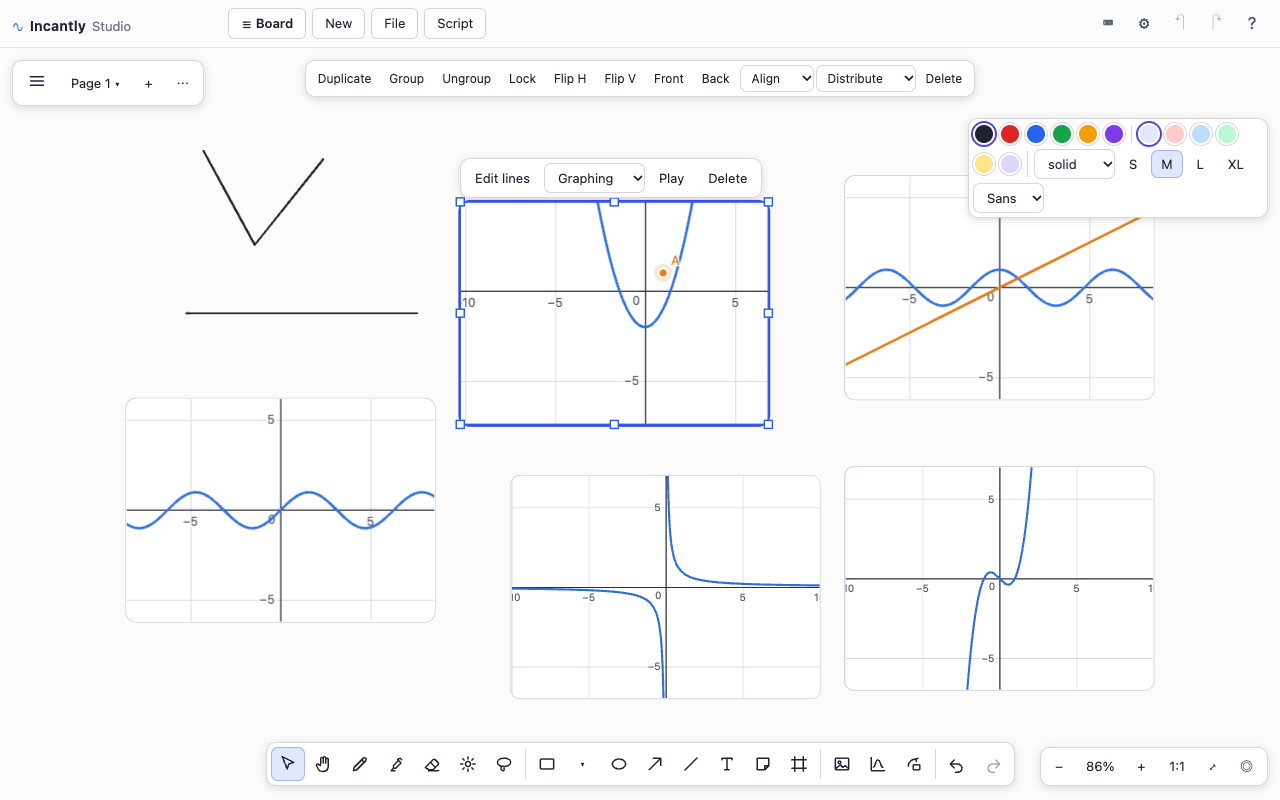 Incantly Studio
≡ Board New File Script
?
Page 1 ▾ + ...
Duplicate Group Ungroup Lock Flip H Flip V Front Back Align Distribute Delete
solid S M L XL
Sans
Edit lines Graphing Play Delete
A
10 −5 0 5
−5
−5 0 5
−5
5
−5 0 5
−5
5
10 −5 0 5 1
−5
5
10 −5 0 5 1
−5
− 86% + 1:1